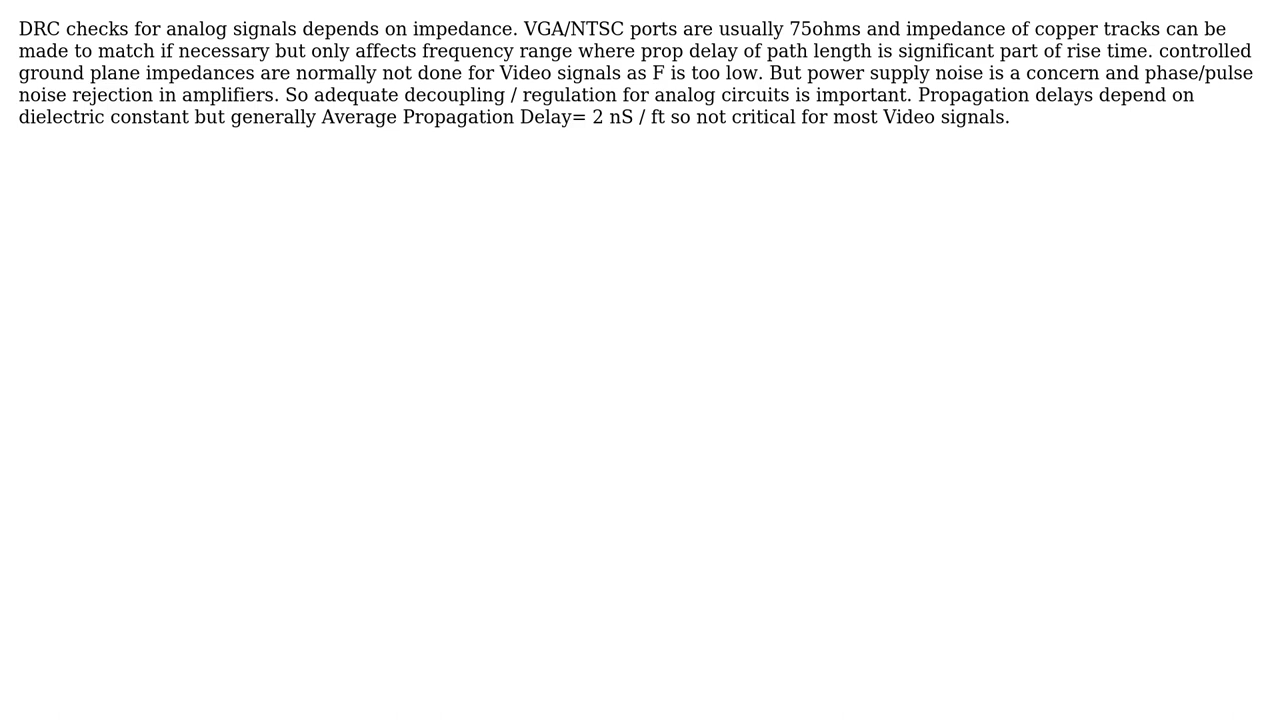 DRC checks for analog signals depends on impedance. VGA/NTSC ports are usually 75ohms and impedance of copper tracks can be
made to match if necessary but only affects frequency range where prop delay of path length is significant part of rise time. controlled
ground plane impedances are normally not done for Video signals as F is too low. But power supply noise is a concern and phase/pulse
noise rejection in amplifiers. So adequate decoupling / regulation for analog circuits is important. Propagation delays depend on
dielectric constant but generally Average Propagation Delay= 2 nS / ft so not critical for most Video signals.